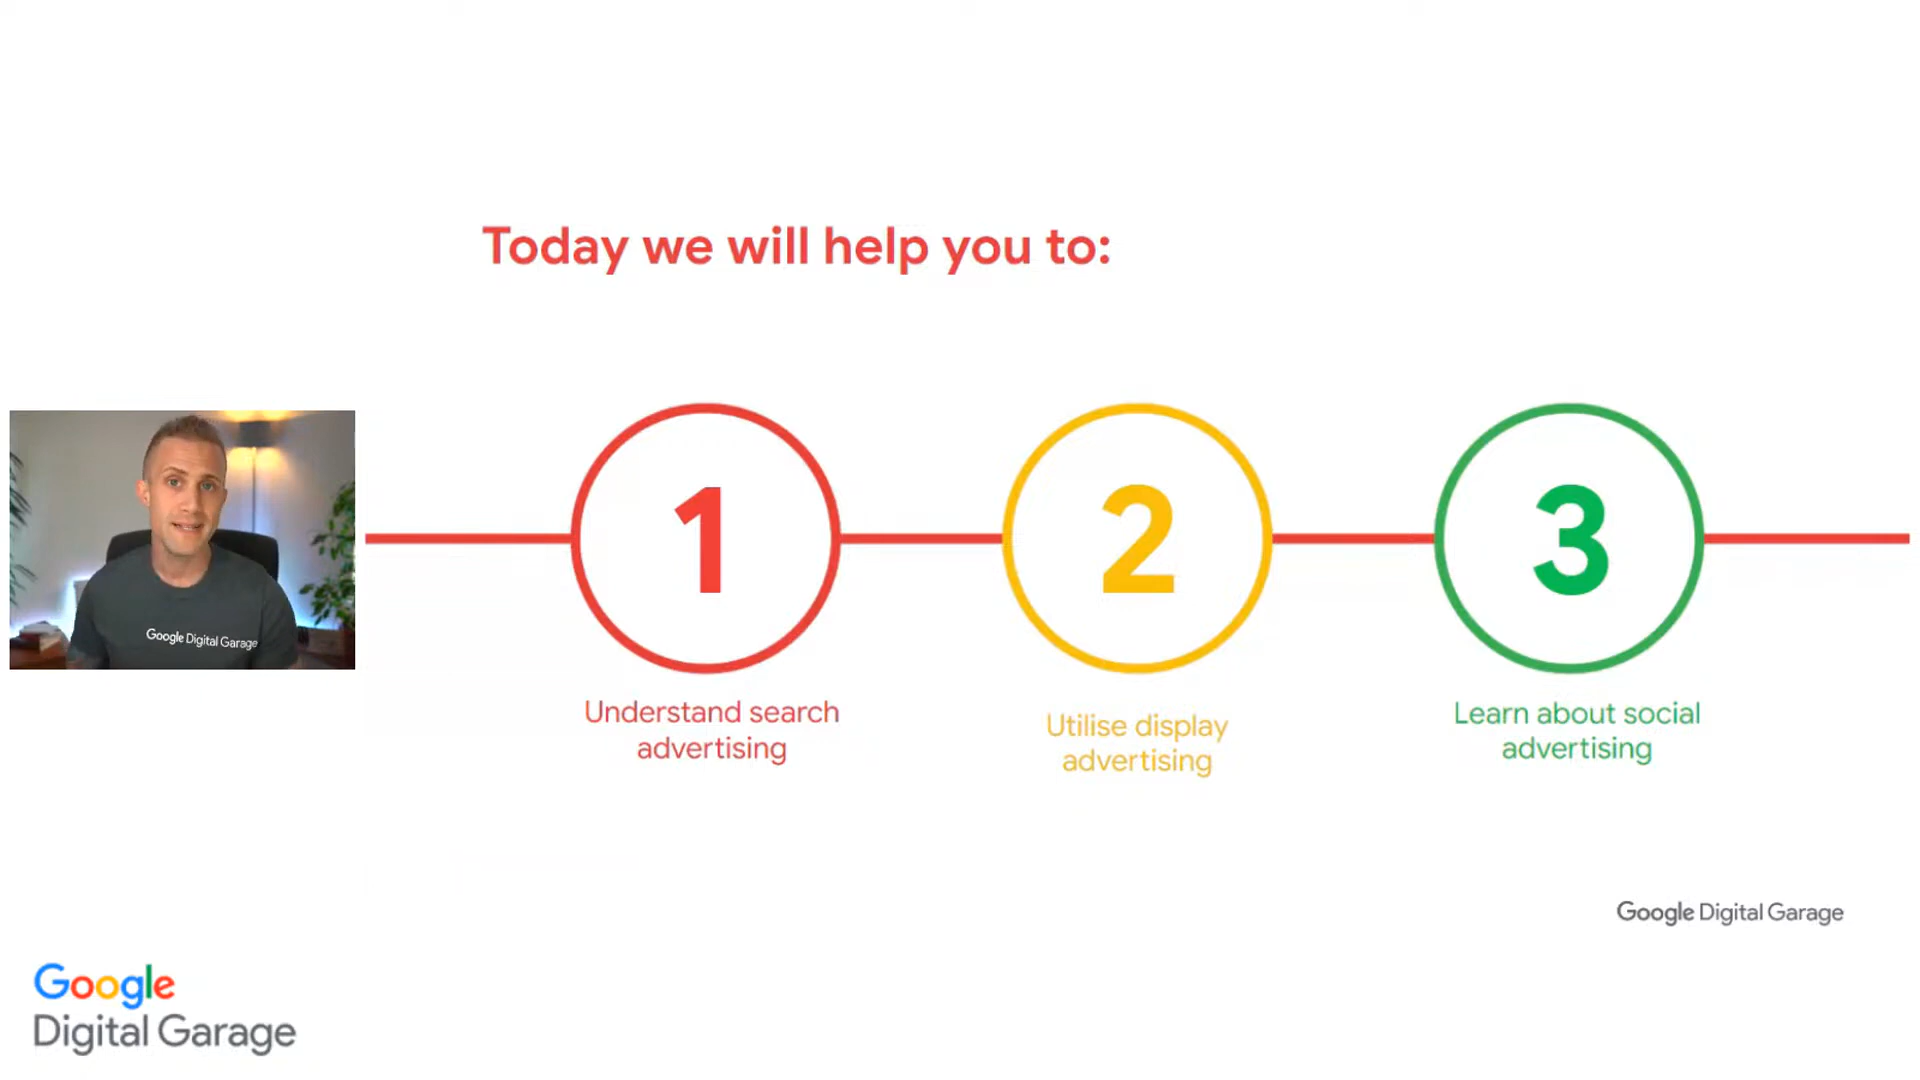 Today we will help you to:
Google Digital Garage
1
2
3
Understand search
advertising
Utilise display
advertising
Learn about social
advertising
Google Digital Garage
Google
Digital Garage